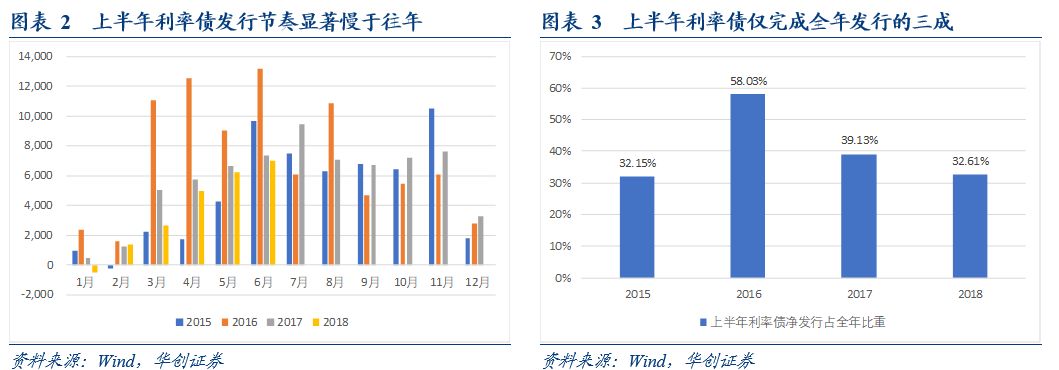 图表 2 上半年利率债发行节奏显著慢于往年
14,000
12,000
10,000
8,000
6,000
4,000
2,000
0
-2,000
1月 2月 3月 4月 5月 6月 7月 8月 9月 10月 11月 12月
2015 2016 2017 2018
资料来源：Wind，华创证券
图表 3 上半年利率债仅完成全年发行的三成
70%
60%
50%
40%
30%
20%
10%
0%
32.15% 58.03% 39.13% 32.61%
2015 2016 2017 2018
上半年利率债净发行占全年比重
资料来源：Wind，华创证券